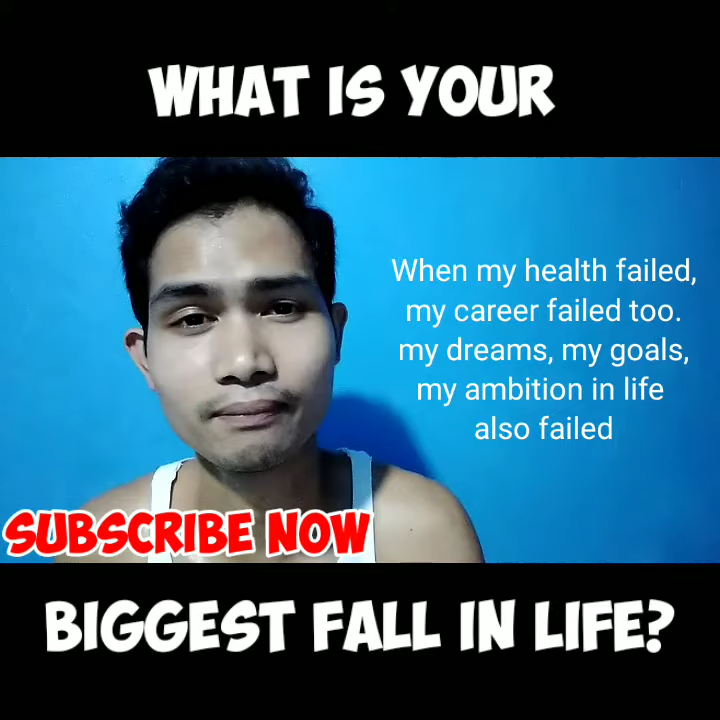 WHAT IS YOUR
When my health failed,
my career failed too.
my dreams, my goals,
my ambition in life
also failed
SUBSCRIBE NOW
BIGGEST FALL IN LIFE?